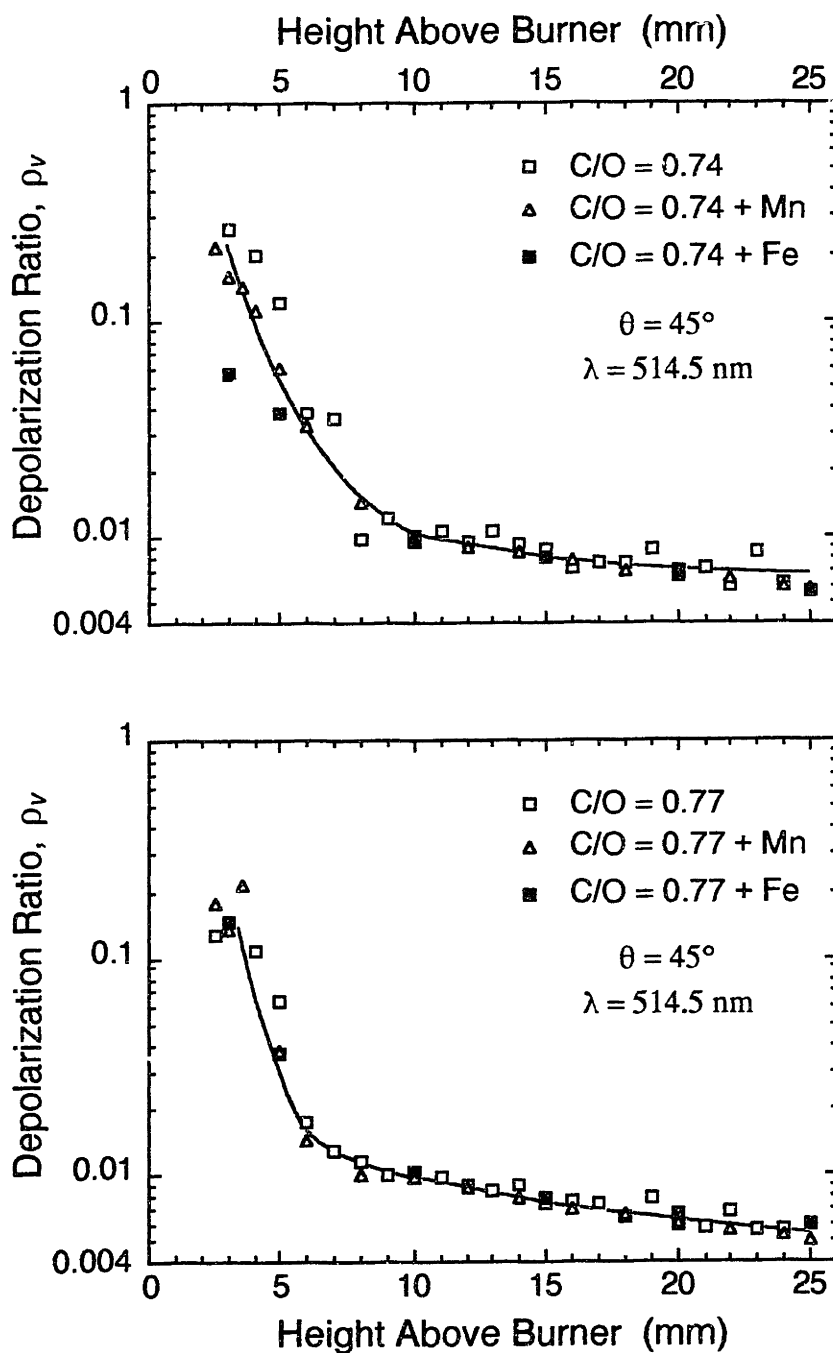 Height Above Burner (mm)
0 5 10 15 20 25
1
0.1
0.01
0.004
Depolarization Ratio, ρv
C/O = 0.74
C/O = 0.74 + Mn
C/O = 0.74 + Fe
θ = 45°
λ = 514.5 nm
1
0.1
0.01
0.004
Depolarization Ratio, ρv
C/O = 0.77
C/O = 0.77 + Mn
C/O = 0.77 + Fe
θ = 45°
λ = 514.5 nm
0 5 10 15 20 25
Height Above Burner (mm)